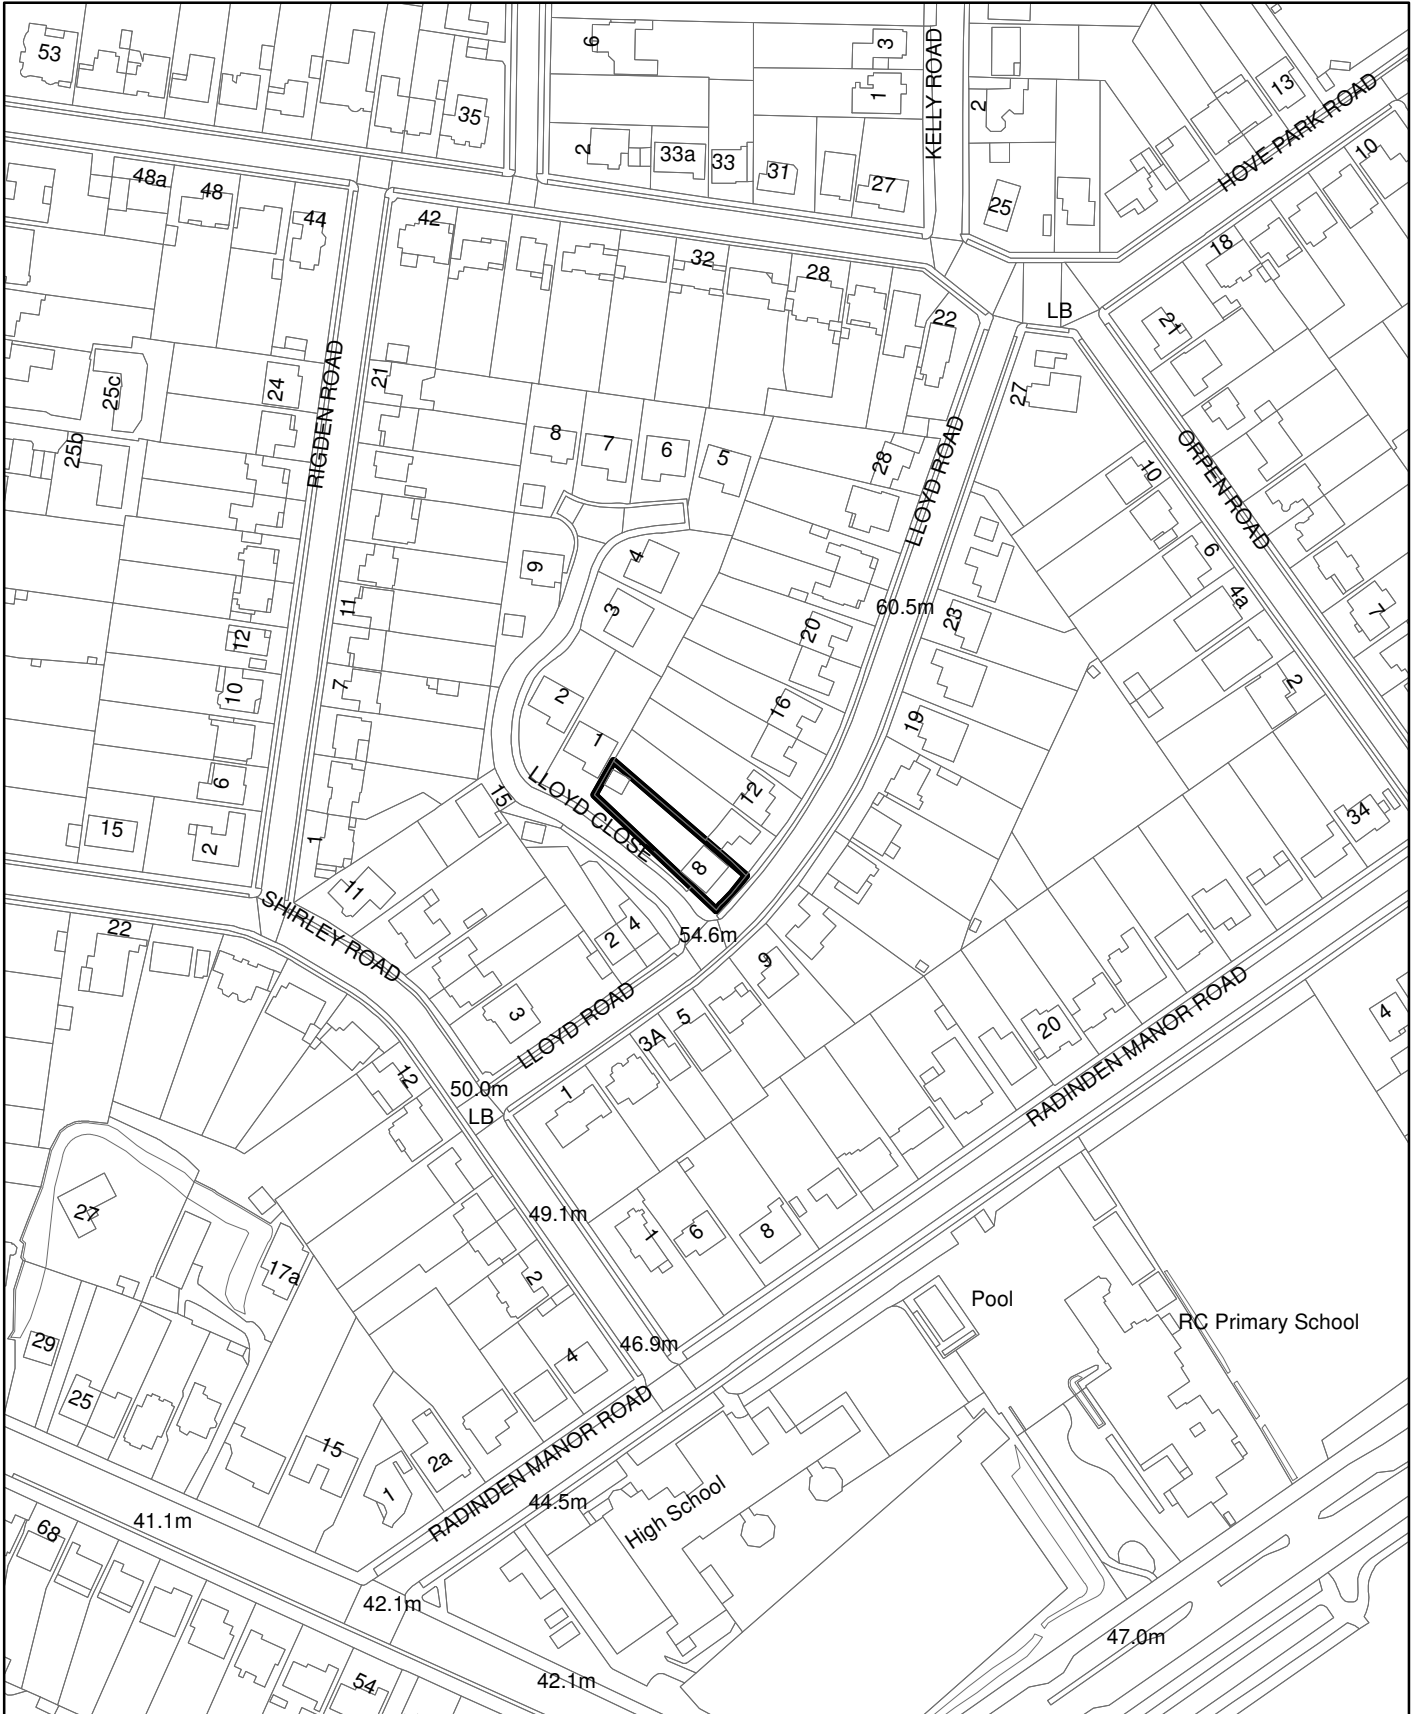 53
6
3
KELLY ROAD
1
2
13
HOVE PARK ROAD
35
2
33a
33
31
27
25
10
48a
48
44
42
32
28
22
18
LB
21
24
RIGDEN ROAD
21
25c
25b
8
7
6
5
28
LLOYD ROAD
27
10
ORPEN ROAD
6
4a
7
2
9
4
3
11
12
10
7
60.5m
20
23
2
16
19
1
15
LLOYD CLOSE
12
8
6
15
2
1
11
34
SHIRLEY ROAD
22
2
4
54.6m
9
3
LLOYD ROAD
5
3A
1
20
RADINDEN MANOR ROAD
4
12
50.0m
LB
27
49.1m
1
6
8
17a
2
Pool
RC Primary School
29
46.9m
4
25
15
2a
1
RADINDEN MANOR ROAD
44.5m
High School
41.1m
68
42.1m
47.0m
42.1m
54